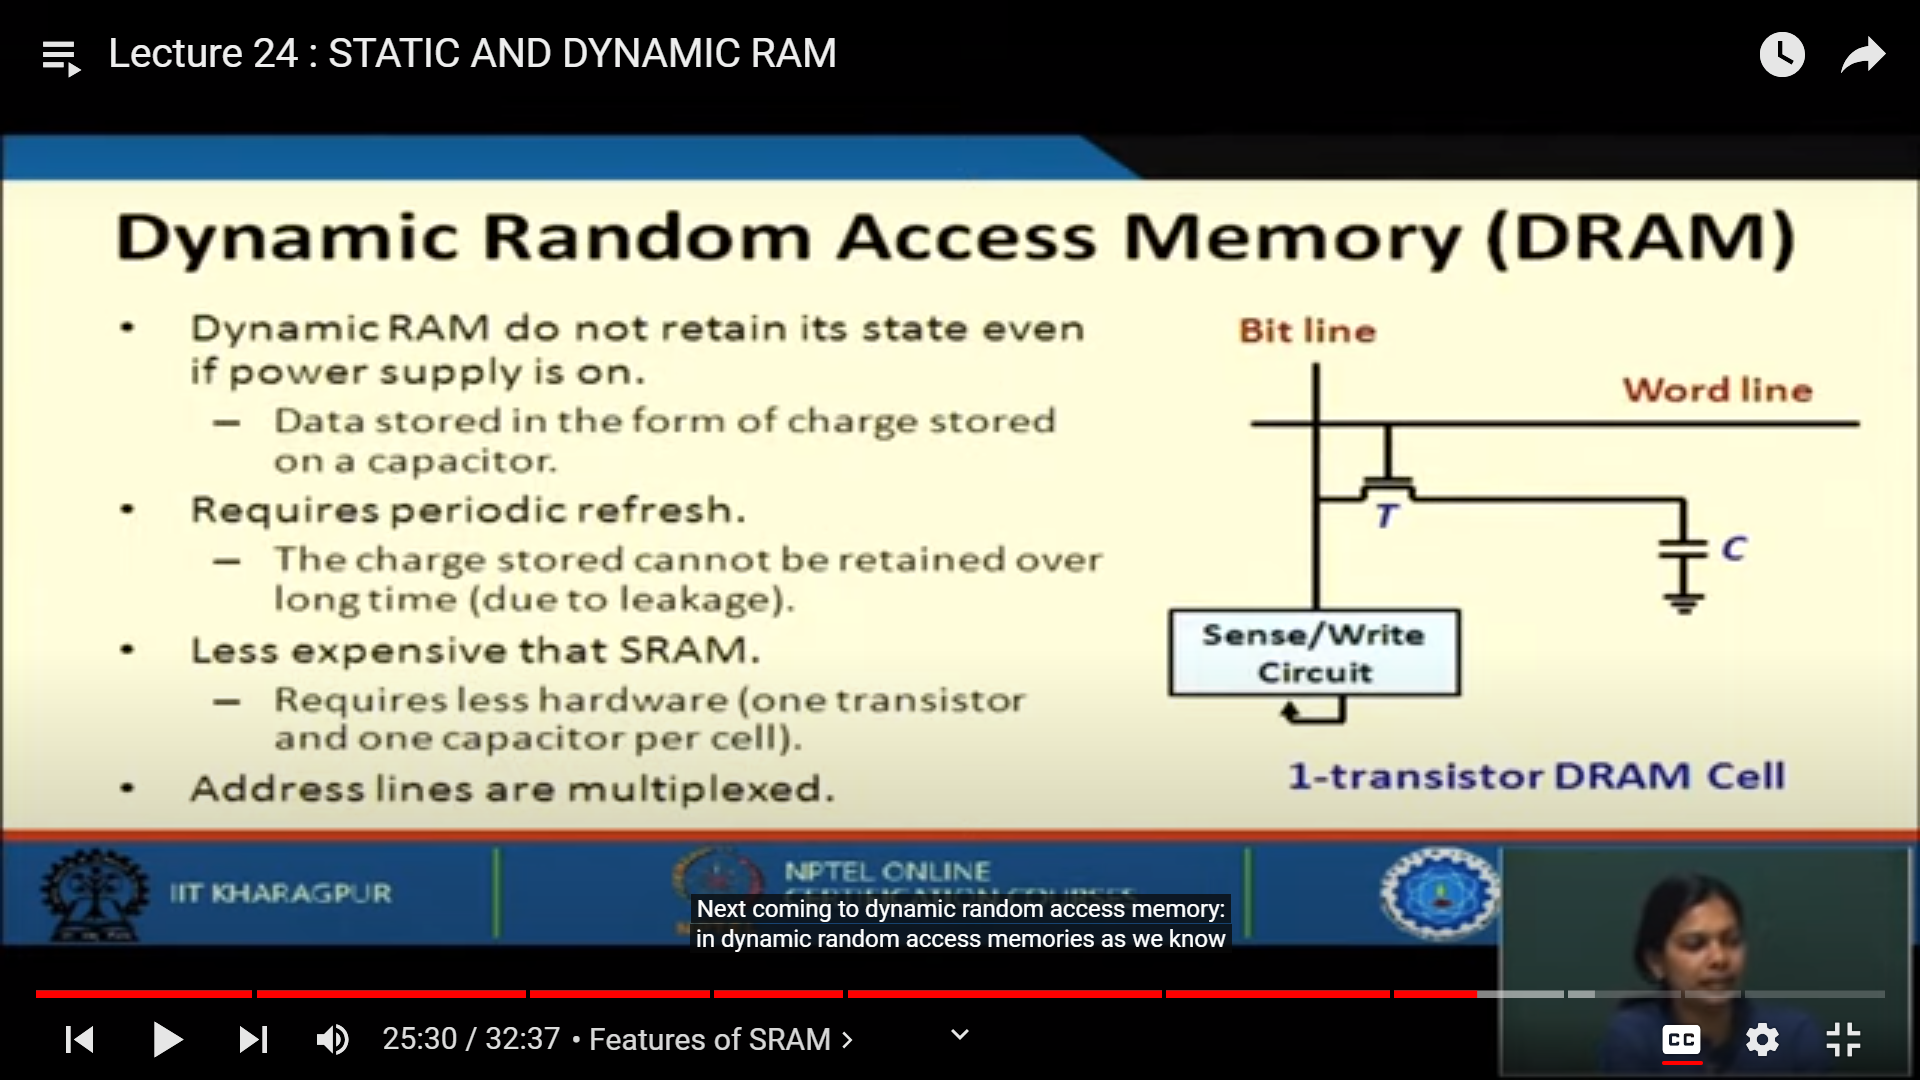 Lecture 24 : STATIC AND DYNAMIC RAM
Dynamic Random Access Memory (DRAM)
• Dynamic RAM do not retain its state even
if power supply is on.
– Data stored in the form of charge stored
on a capacitor.
• Requires periodic refresh.
– The charge stored cannot be retained over
long time (due to leakage).
• Less expensive that SRAM.
– Requires less hardware (one transistor
and one capacitor per cell).
• Address lines are multiplexed.
Bit line
Word line
T
C
Sense/Write
Circuit
1-transistor DRAM Cell
IIT KHARAGPUR
NPTEL ONLINE
CERTIFICATION COURSES
Next coming to dynamic random access memory:
in dynamic random access memories as we know
25:30 / 32:37 • Features of SRAM ›
CC